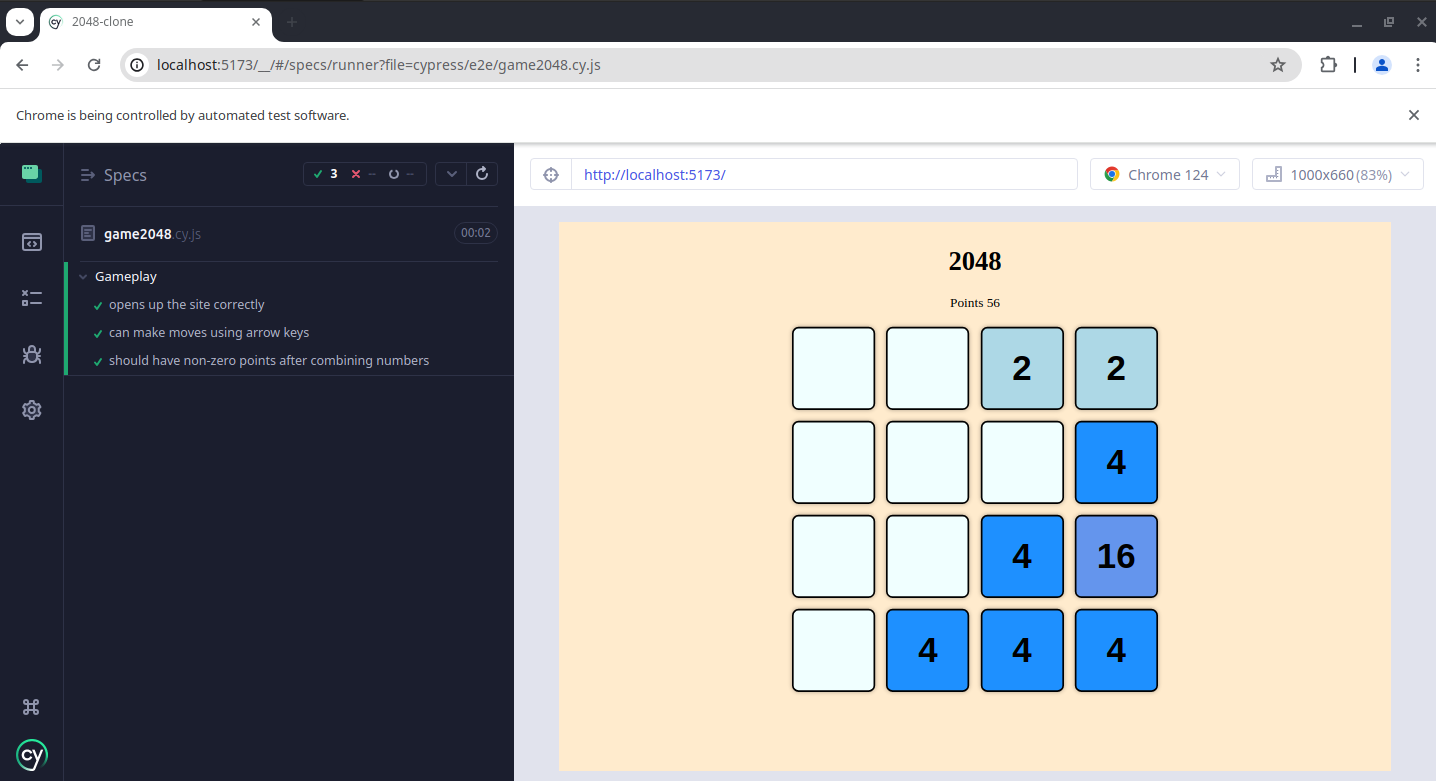 2048-clone
localhost:5173/__/#/specs/runner?file=cypress/e2e/game2048.cy.js
Chrome is being controlled by automated test software.
Specs
3 -- --
game2048.cy.js 00:02
Gameplay
opens up the site correctly
can make moves using arrow keys
should have non-zero points after combining numbers
cy
http://localhost:5173/
Chrome 124
1000x660 (83%)
2048
Points 56
2 2
4
4 16
4 4 4